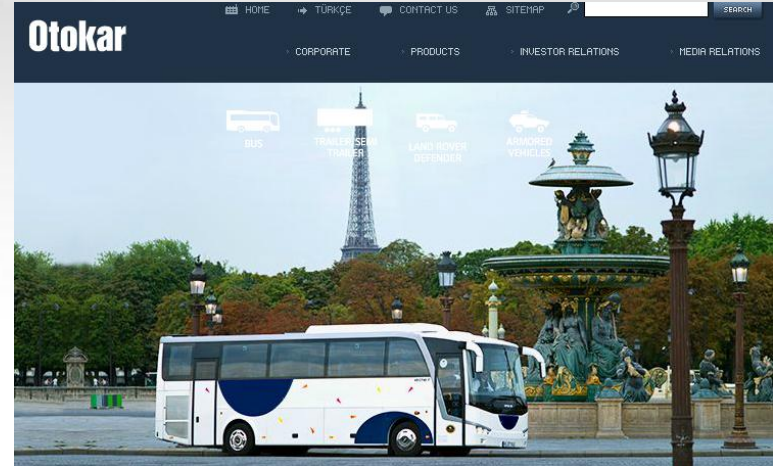 HOME TÜRKÇE CONTACT US SITEMAP SEARCH
Otokar
CORPORATE PRODUCTS INVESTOR RELATIONS MEDIA RELATIONS
BUS
TRAILER/SEMI
TRAILER
LAND ROVER
DEFENDER
ARMORED
VEHICLES